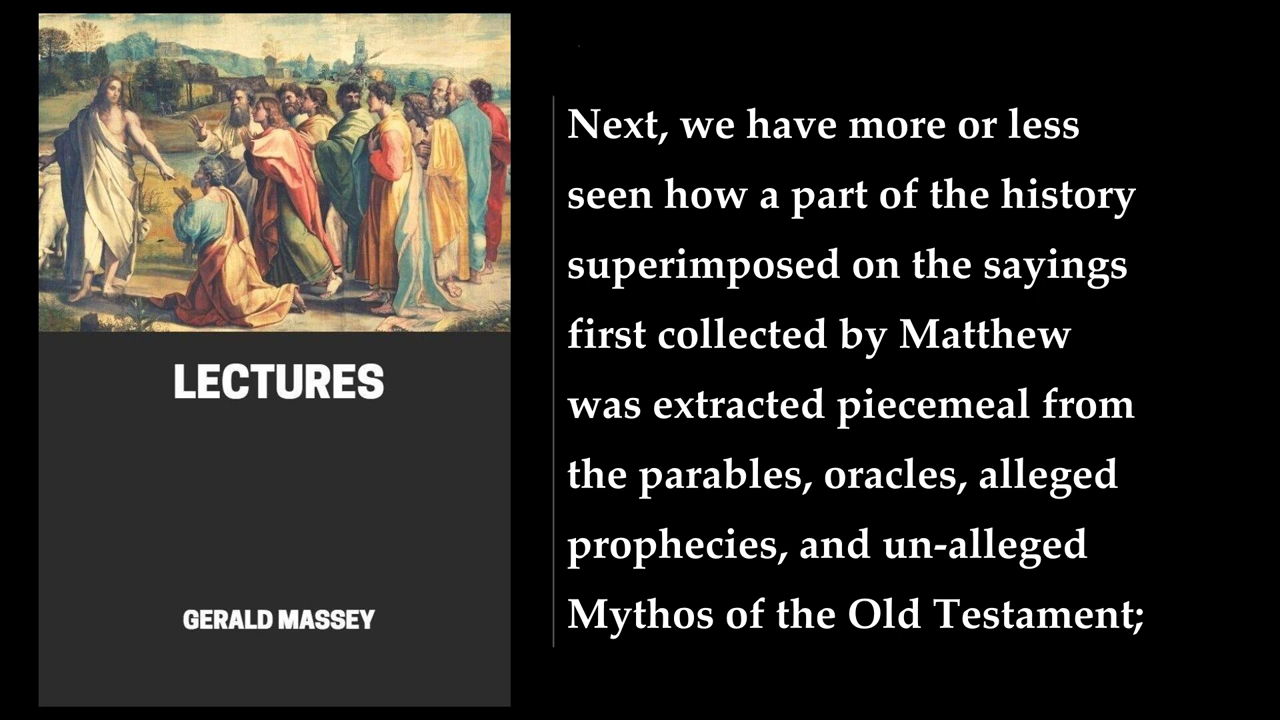 LECTURES
GERALD MASSEY
Next, we have more or less
seen how a part of the history
superimposed on the sayings
first collected by Matthew
was extracted piecemeal from
the parables, oracles, alleged
prophecies, and un-alleged
Mythos of the Old Testament;